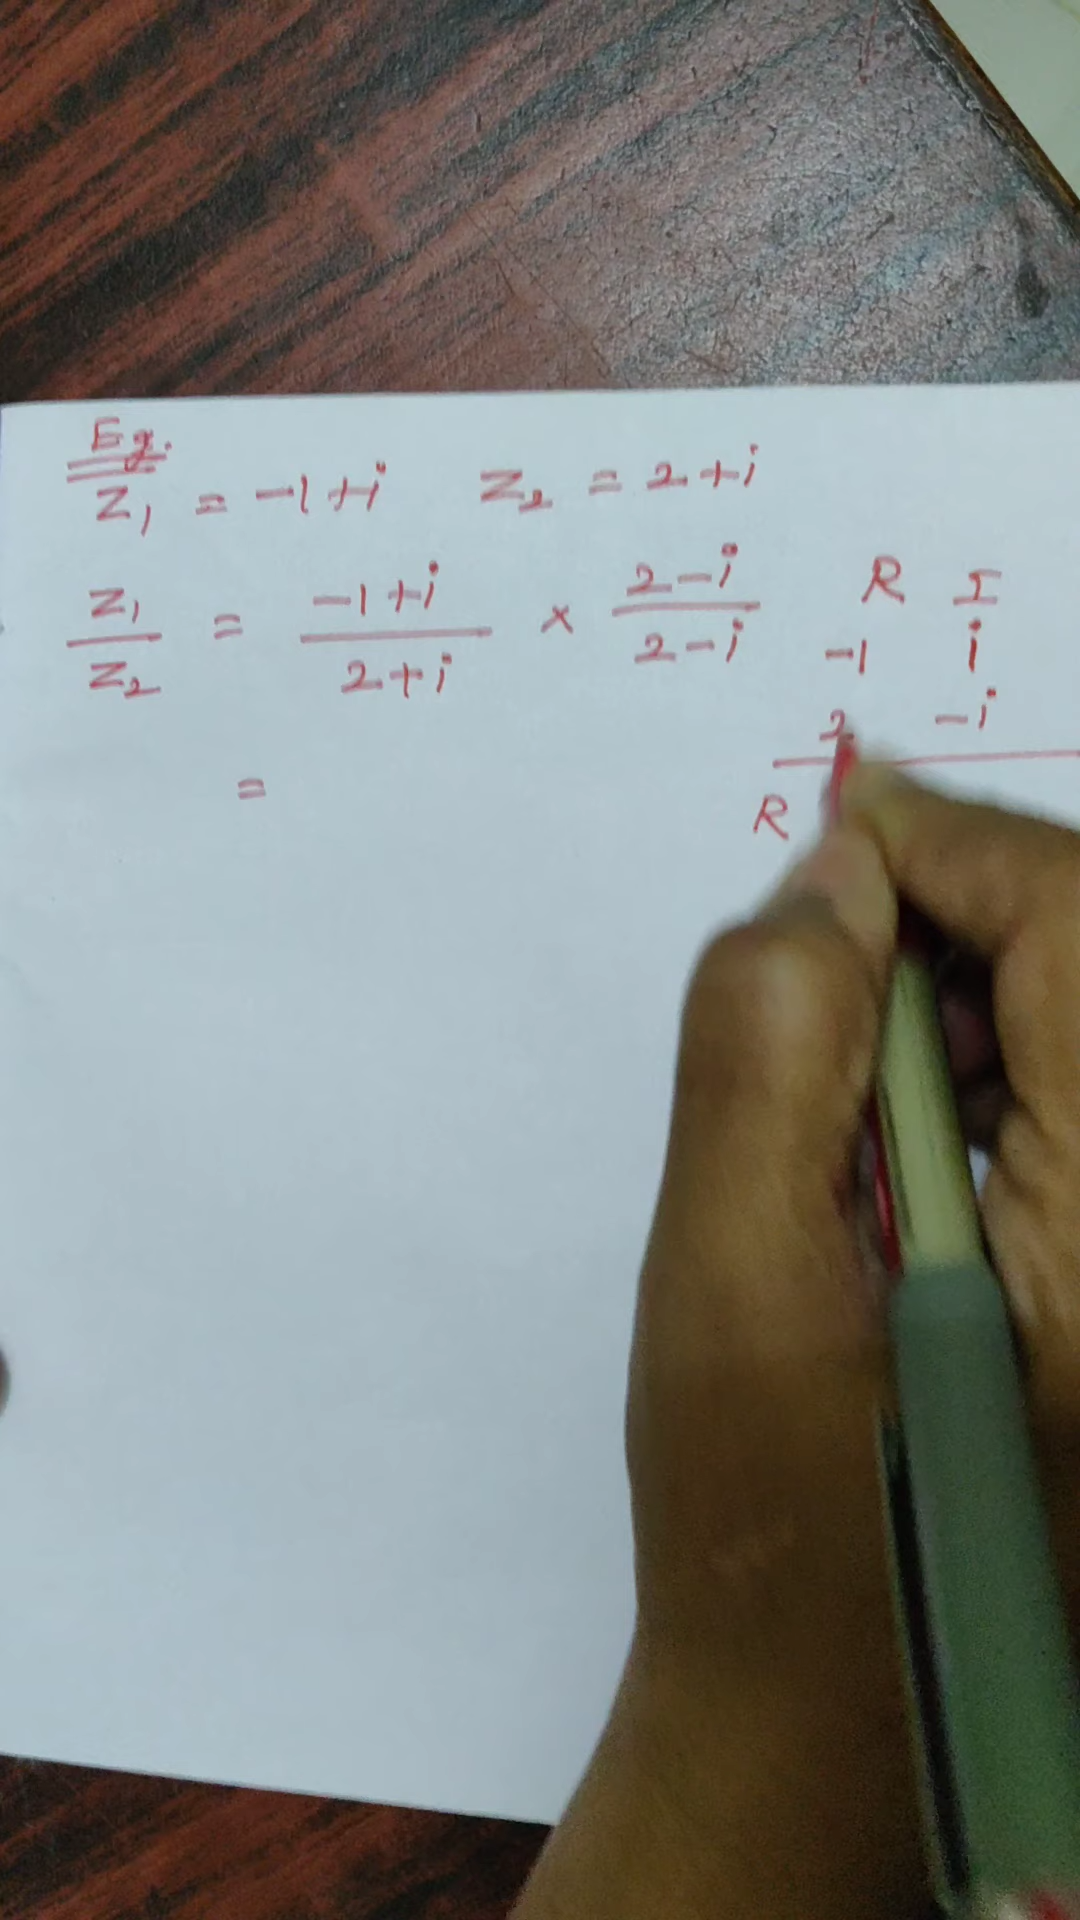 Eg.
Z₁ = -1+i Z₂ = 2+i
Z₁/Z₂ = (-1+i)/(2+i) × (2-i)/(2-i)
=
R I
-1 i
2 -i
R